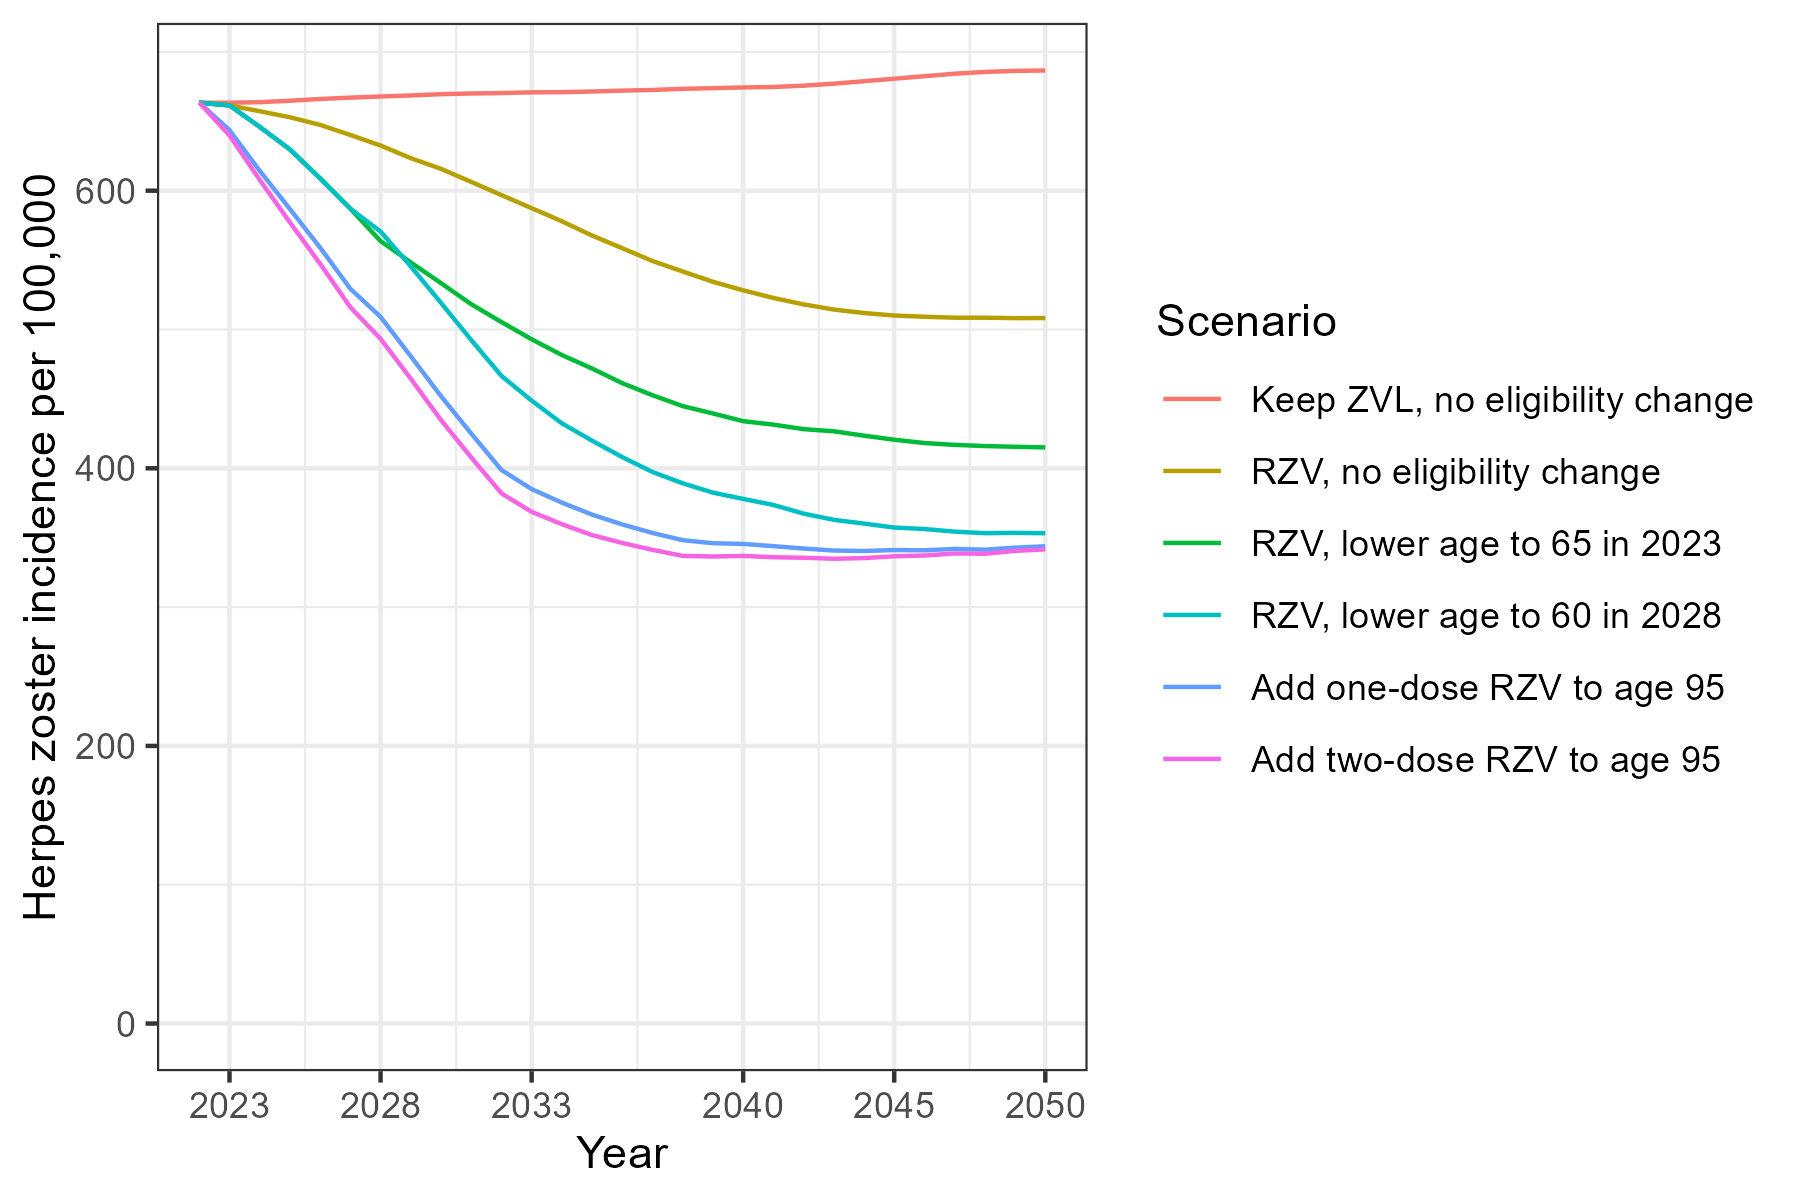 Herpes zoster incidence per 100,000
600
400
200
0
2023 2028 2033 2040 2045 2050
Year
Scenario
Keep ZVL, no eligibility change
RZV, no eligibility change
RZV, lower age to 65 in 2023
RZV, lower age to 60 in 2028
Add one-dose RZV to age 95
Add two-dose RZV to age 95